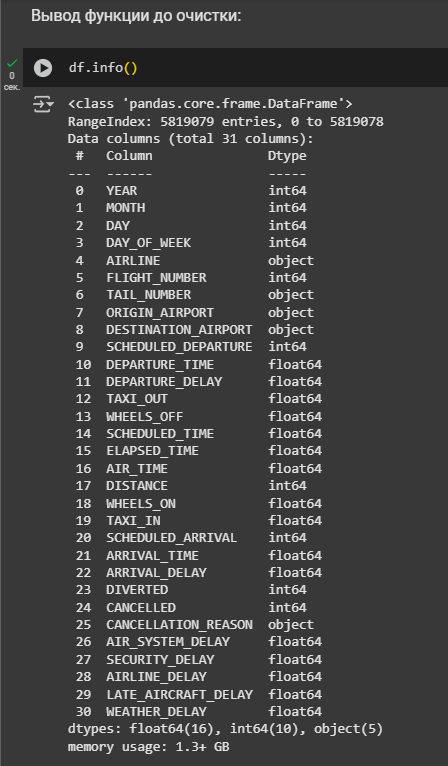 Вывод функции до очистки:
0
сек.
df.info()
<class 'pandas.core.frame.DataFrame'>
RangeIndex: 5819079 entries, 0 to 5819078
Data columns (total 31 columns):
 #   Column               Dtype
---  ------               -----
 0   YEAR                 int64
 1   MONTH                int64
 2   DAY                  int64
 3   DAY_OF_WEEK          int64
 4   AIRLINE              object
 5   FLIGHT_NUMBER        int64
 6   TAIL_NUMBER          object
 7   ORIGIN_AIRPORT       object
 8   DESTINATION_AIRPORT  object
 9   SCHEDULED_DEPARTURE  int64
 10  DEPARTURE_TIME       float64
 11  DEPARTURE_DELAY      float64
 12  TAXI_OUT             float64
 13  WHEELS_OFF           float64
 14  SCHEDULED_TIME       float64
 15  ELAPSED_TIME         float64
 16  AIR_TIME             float64
 17  DISTANCE             int64
 18  WHEELS_ON            float64
 19  TAXI_IN              float64
 20  SCHEDULED_ARRIVAL    int64
 21  ARRIVAL_TIME         float64
 22  ARRIVAL_DELAY        float64
 23  DIVERTED             int64
 24  CANCELLED            int64
 25  CANCELLATION_REASON  object
 26  AIR_SYSTEM_DELAY     float64
 27  SECURITY_DELAY       float64
 28  AIRLINE_DELAY        float64
 29  LATE_AIRCRAFT_DELAY  float64
 30  WEATHER_DELAY        float64
dtypes: float64(16), int64(10), object(5)
memory usage: 1.3+ GB